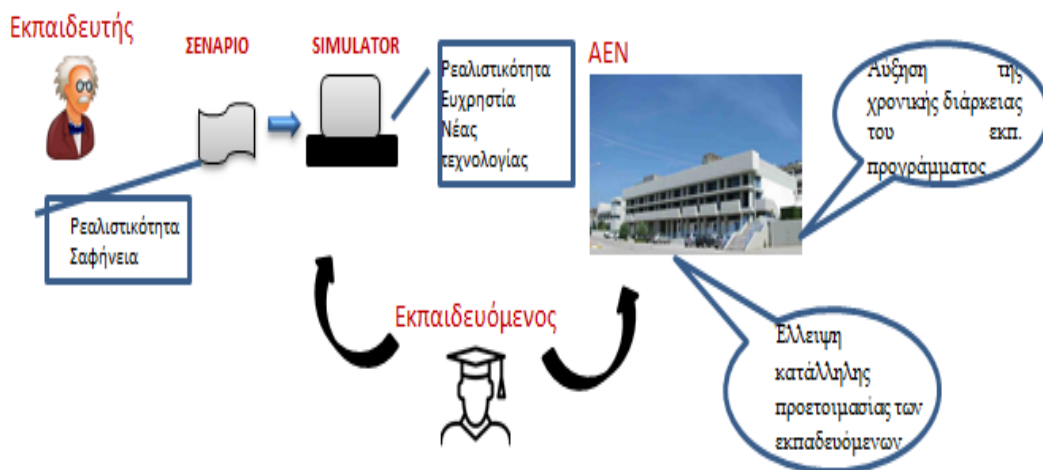 Εκπαιδευτής
ΣΕΝΑΡΙΟ
SIMULATOR
Ρεαλιστικότητα
Ευχρηστία
Νέας
τεχνολογίας
ΑΕΝ
Αύξηση της
χρονικής διάρκειας
του εκπ.
προγράμματος
Ρεαλιστικότητα
Σαφήνεια
Εκπαιδευόμενος
Έλλειψη
κατάλληλης
προετοιμασίας των
εκπαδευόμενων